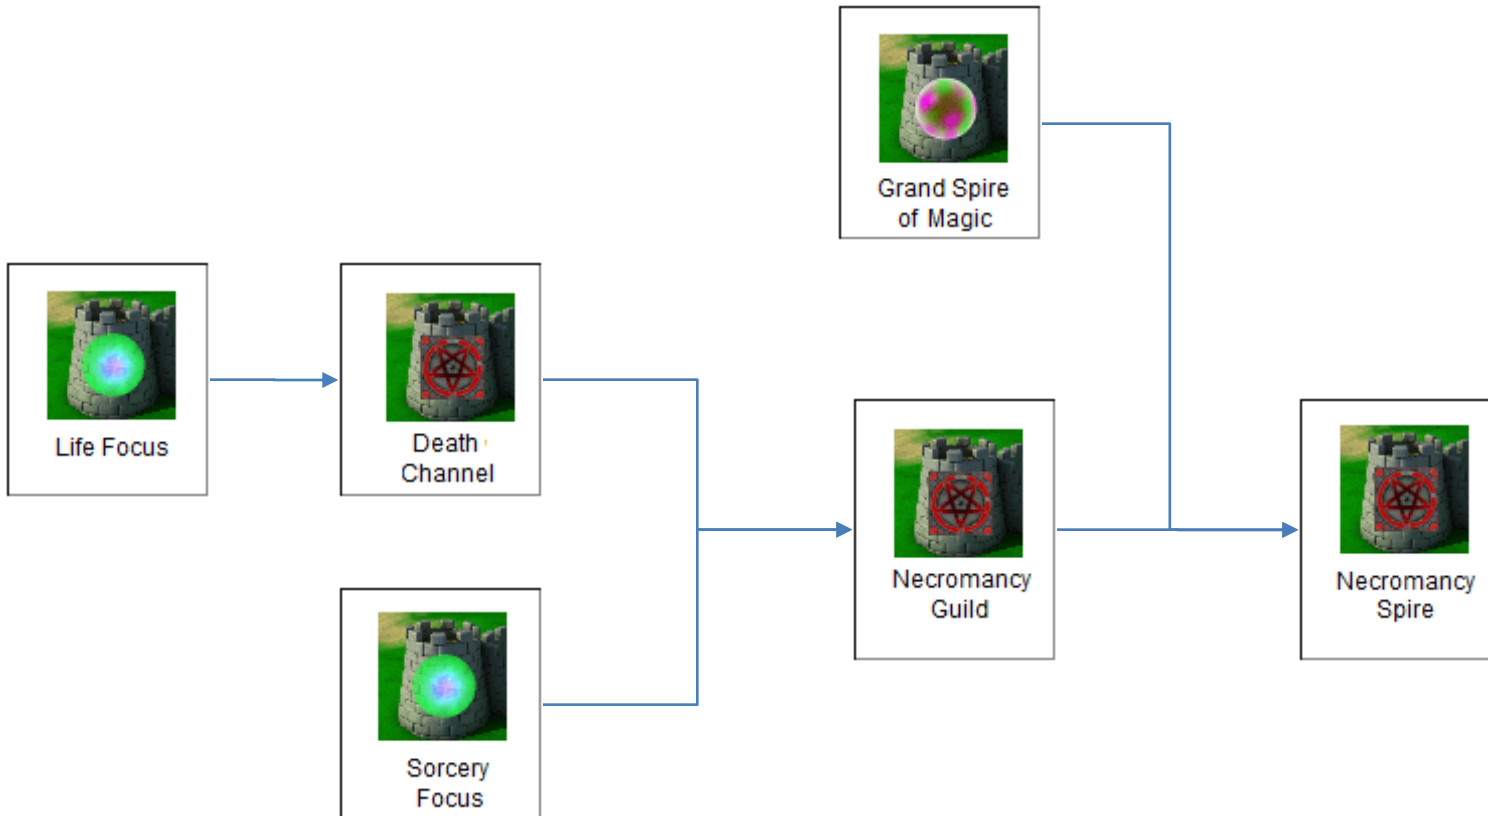 Grand Spire
of Magic
Life Focus
Death
Channel
Necromancy
Guild
Necromancy
Spire
Sorcery
Focus